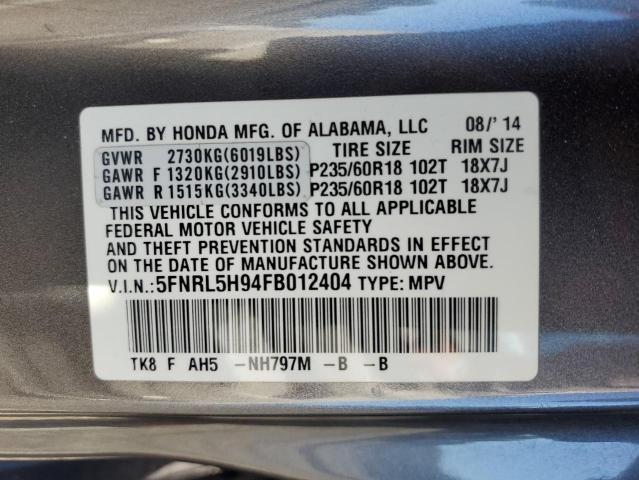 MFD. BY HONDA MFG. OF ALABAMA, LLC 08/' 14
GVWR 2730KG(6019LBS) TIRE SIZE RIM SIZE
GAWR F 1320KG(2910LBS) P235/60R18 102T 18X7J
GAWR R 1515KG(3340LBS) P235/60R18 102T 18X7J
THIS VEHICLE CONFORMS TO ALL APPLICABLE
FEDERAL MOTOR VEHICLE SAFETY
AND THEFT PREVENTION STANDARDS IN EFFECT
ON THE DATE OF MANUFACTURE SHOWN ABOVE.
V.I.N.: 5FNRL5H94FB012404 TYPE: MPV
TK8 F AH5 -NH797M -B -B